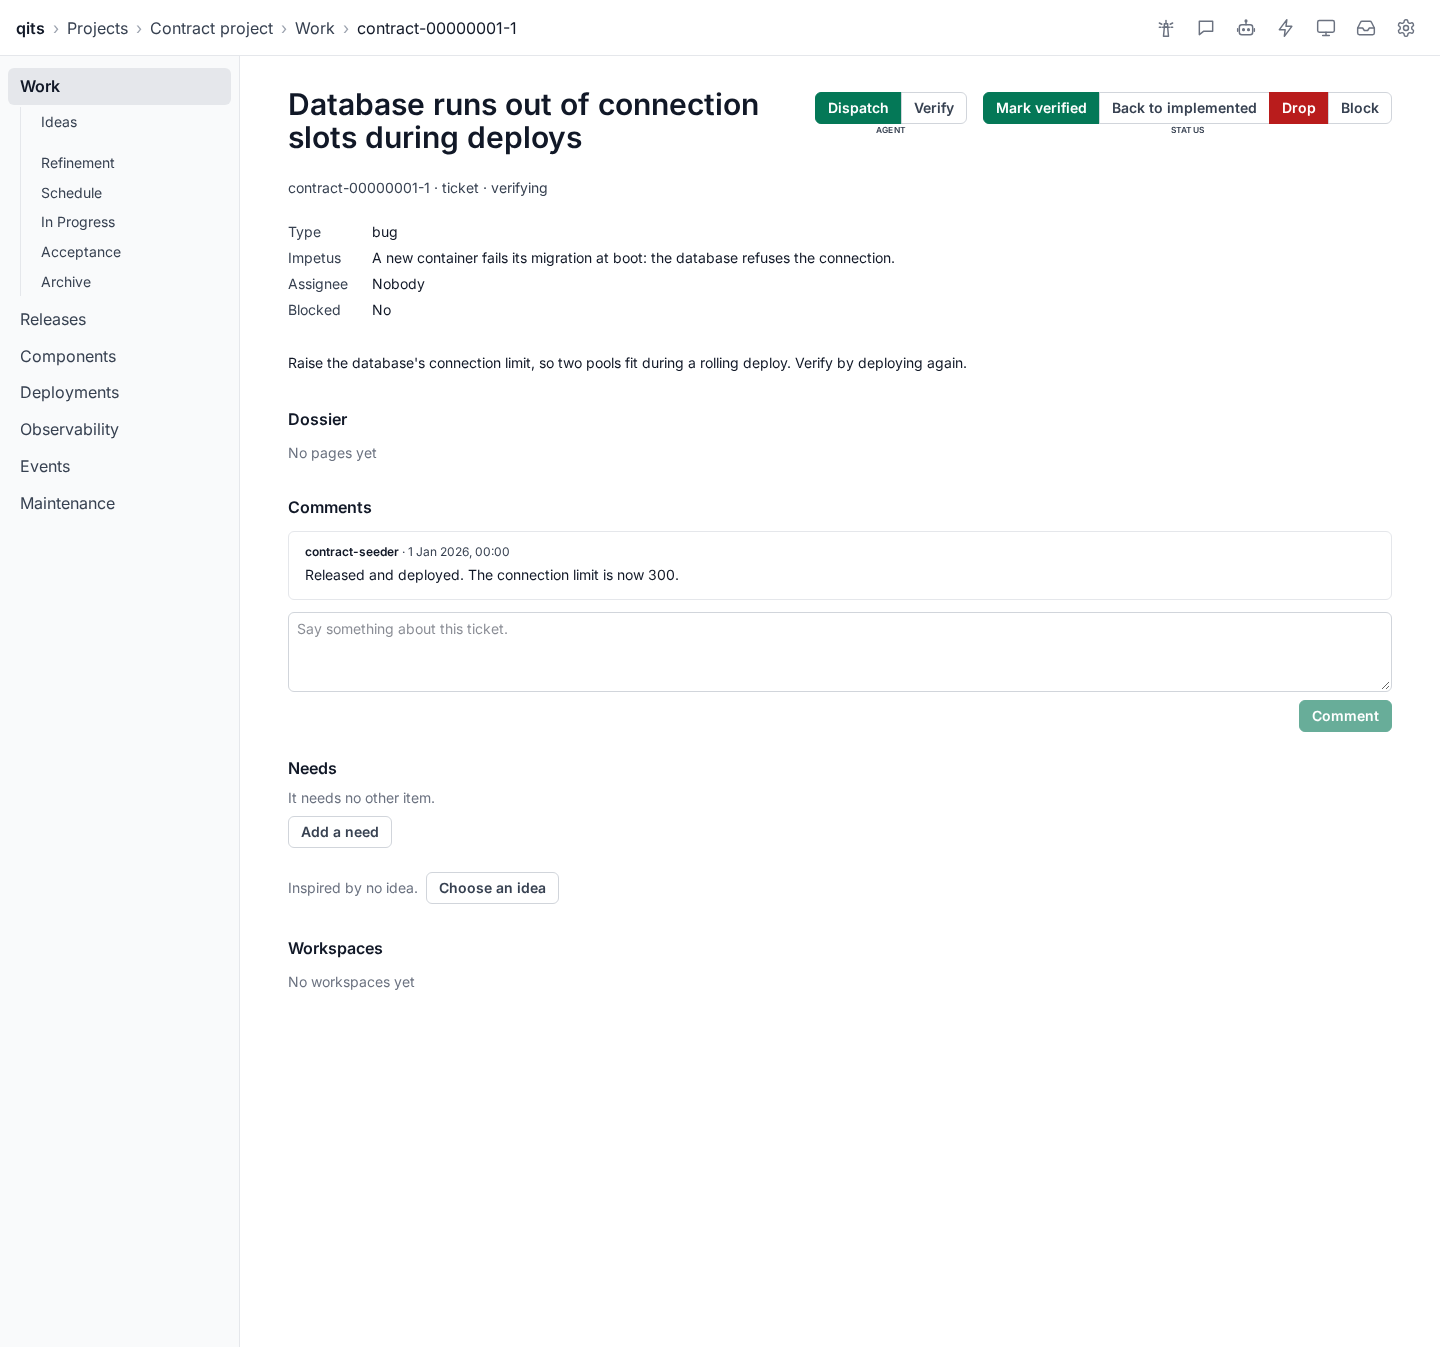 qits › Projects › Contract project › Work › contract-00000001-1
Work
Ideas
Refinement
Schedule
In Progress
Acceptance
Archive
Releases
Components
Deployments
Observability
Events
Maintenance
Database runs out of connection
slots during deploys
Dispatch Verify
AGENT
Mark verified Back to implemented Drop Block
STATUS
contract-00000001-1 · ticket · verifying
Type bug
Impetus A new container fails its migration at boot: the database refuses the connection.
Assignee Nobody
Blocked No
Raise the database's connection limit, so two pools fit during a rolling deploy. Verify by deploying again.
Dossier
No pages yet
Comments
contract-seeder · 1 Jan 2026, 00:00
Released and deployed. The connection limit is now 300.
Say something about this ticket.
Comment
Needs
It needs no other item.
Add a need
Inspired by no idea. Choose an idea
Workspaces
No workspaces yet